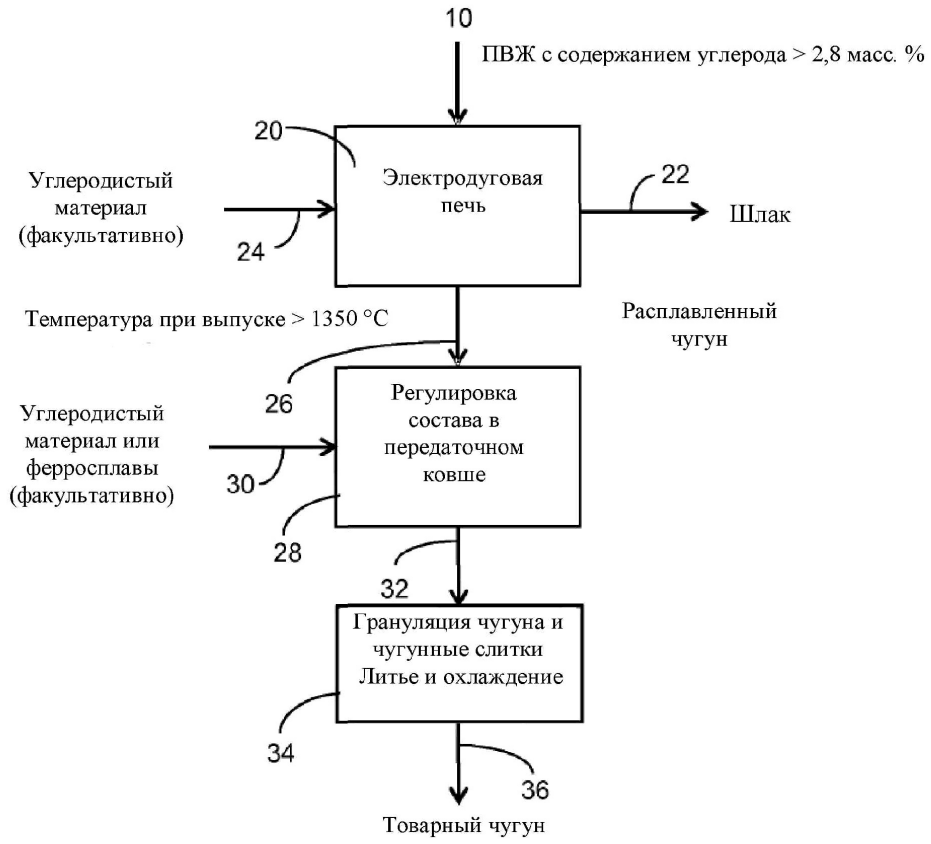 10
ПВЖ с содержанием углерода > 2,8 масс. %
20
Электродуговая
печь
22
Шлак
Углеродистый
материал
(факультативно)
24
Температура при выпуске > 1350 °C
Расплавленный
чугун
26
Регулировка
состава в
передаточном
ковше
Углеродистый
материал или
ферросплавы
(факультативно)
30
28
32
Грануляция чугуна и
чугунные слитки
Литье и охлаждение
34
36
Товарный чугун